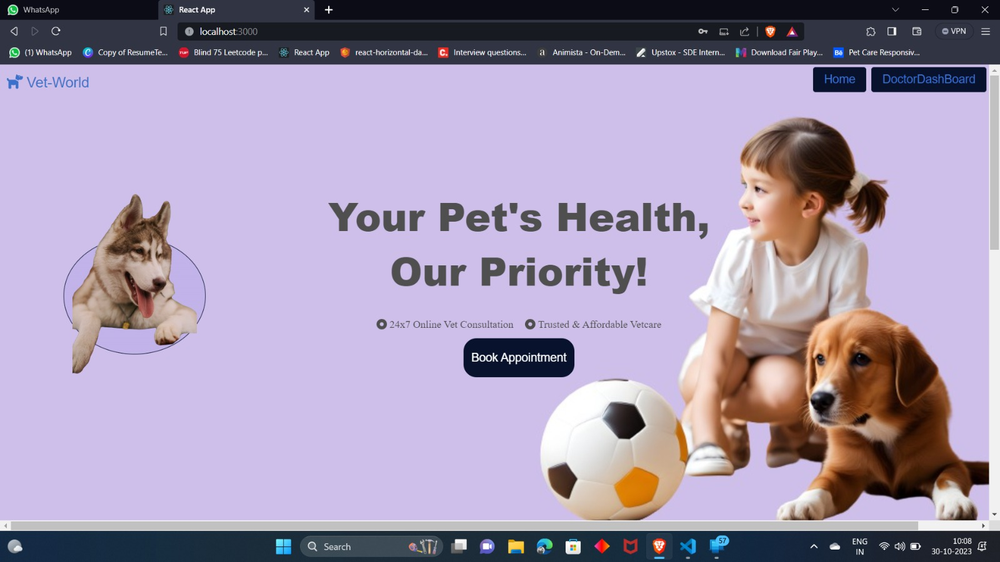 WhatsApp
React App
localhost:3000
VPN
(1) WhatsApp
Copy of ResumeTe...
TUF
Blind 75 Leetcode p...
React App
react-horizontal-da...
C.
Interview questions...
a
Animista - On-Dem...
Upstox - SDE Intern...
Download Fair Play...
Bē
Pet Care Responsiv...
Vet-World
Home
DoctorDashBoard
Your Pet's Health,
Our Priority!
24x7 Online Vet Consultation
Trusted & Affordable Vetcare
Book Appointment
Search
57
ENG
IN
10:08
30-10-2023